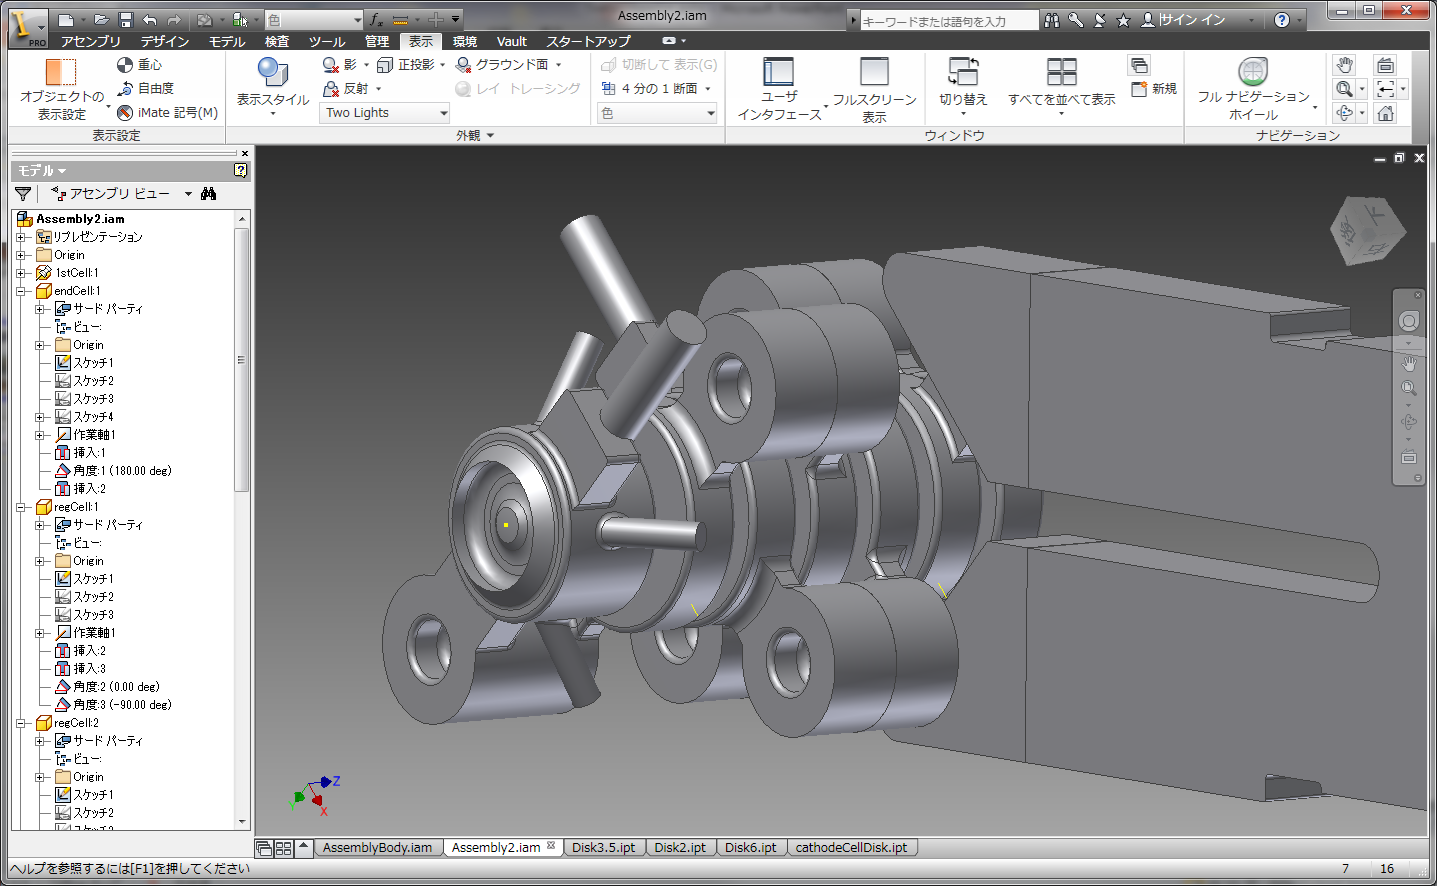 Assembly2.iam
キーワードまたは語句を入力
サイン イン
PRO
色
アセンブリ デザイン モデル 検査 ツール 管理 表示 環境 Vault スタートアップ
オブジェクトの
表示設定
重心
自由度
iMate 記号(M)
表示設定
表示スタイル
影
正投影
グラウンド面
反射
レイ トレーシング
Two Lights
外観
切断して 表示(G)
4 分の 1 断面
色
ユーザ
インタフェース
フルスクリーン
表示
切り替え
すべてを並べて表示
新規
ウィンドウ
フル ナビゲーション
ホイール
ナビゲーション
モデル
アセンブリ ビュー
Assembly2.iam
リプレゼンテーション
Origin
1stCell:1
endCell:1
サード パーティ
ビュー:
Origin
スケッチ1
スケッチ2
スケッチ3
スケッチ4
作業軸1
挿入:1
角度:1 (180.00 deg)
挿入:2
regCell:1
サード パーティ
ビュー:
Origin
スケッチ1
スケッチ2
スケッチ3
作業軸1
挿入:2
挿入:3
角度:2 (0.00 deg)
角度:3 (-90.00 deg)
regCell:2
サード パーティ
ビュー:
Origin
スケッチ1
スケッチ2
Z
Y
X
AssemblyBody.iam Assembly2.iam Disk3.5.ipt Disk2.ipt Disk6.ipt cathodeCellDisk.ipt
ヘルプを参照するには[F1]を押してください
7 16